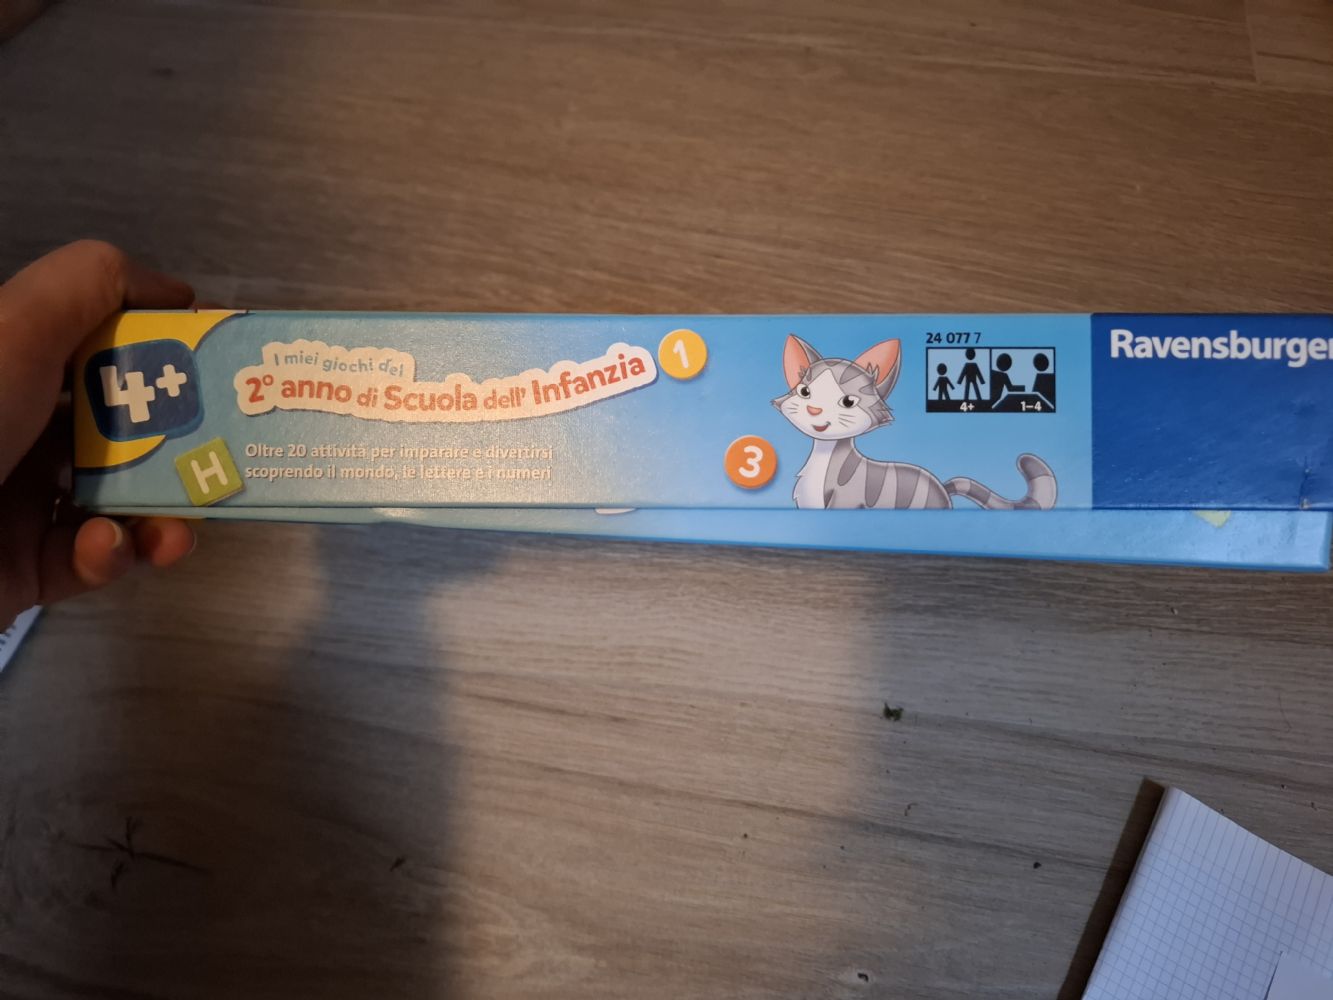 4+
I miei giochi del
2° anno di Scuola dell' Infanzia
1
H
Oltre 20 attività per imparare e divertirsi
scoprendo il mondo, le lettere e i numeri
3
24 077 7
4+
1–4
Ravensburger